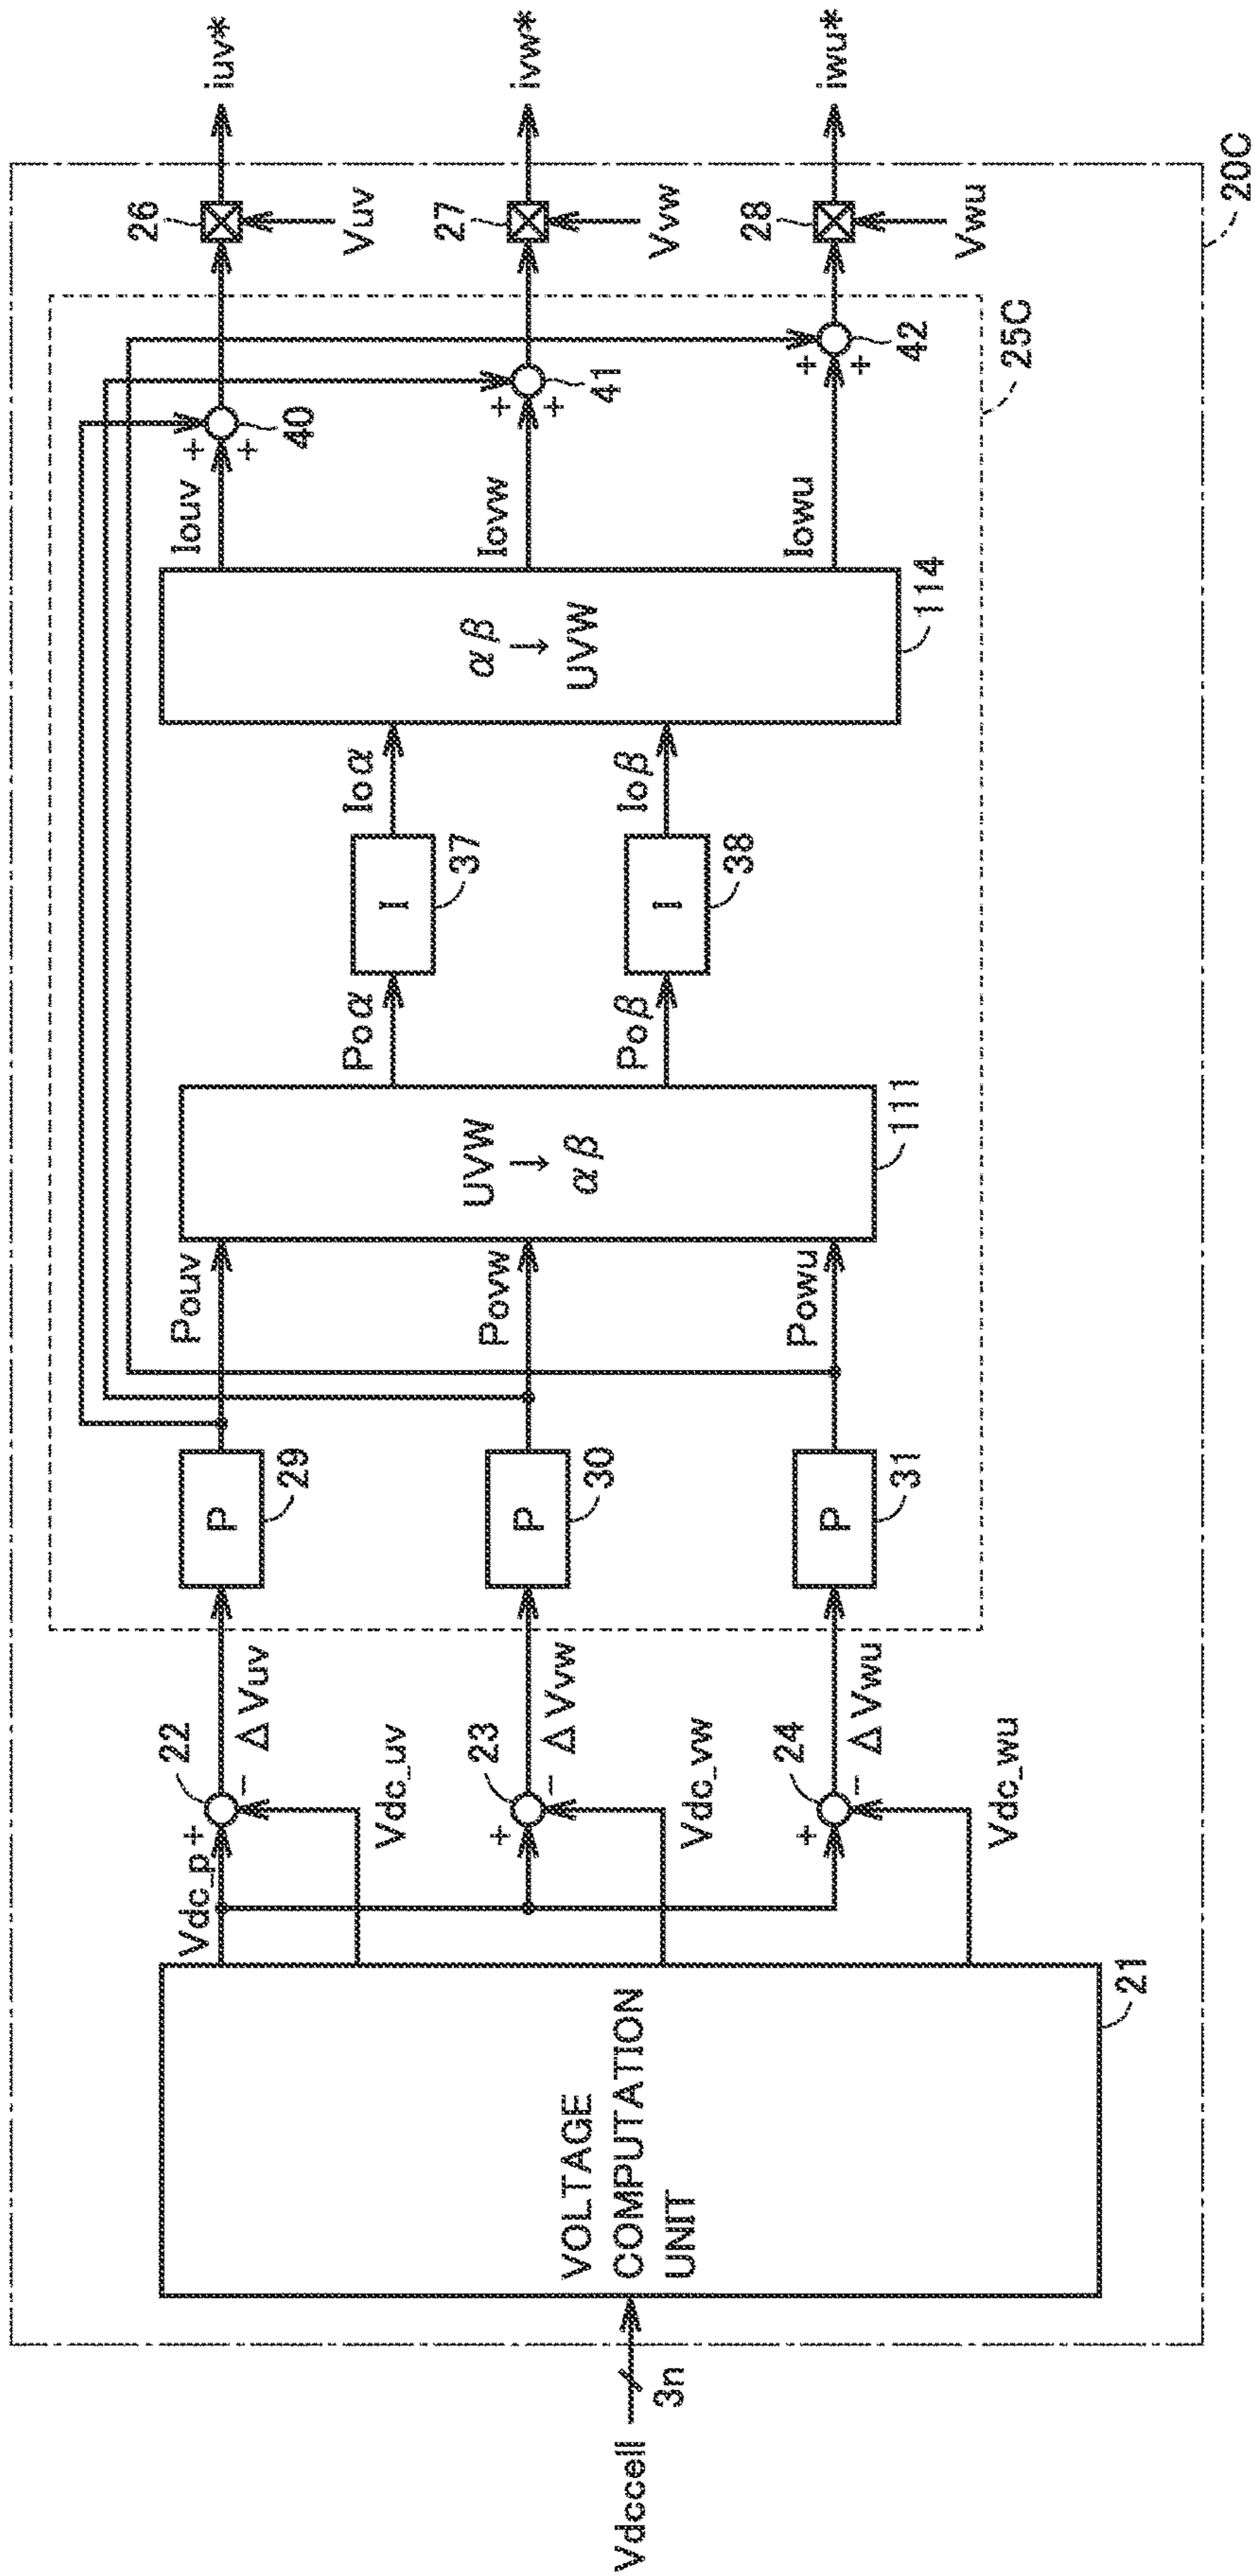 Vdccell
3n
VOLTAGE
COMPUTATION
UNIT
21
Vdc_p
+
22
−
Vdc_uv
ΔVuv
+
23
−
Vdc_vw
ΔVvw
+
24
−
Vdc_wu
ΔVwu
P
29
P
30
P
31
Pouv
Povw
Powu
UVW
↓
αβ
111
Poα
Poβ
I
37
I
38
Ioα
Ioβ
αβ
↓
UVW
114
Iouv
Iovw
Iowu
+
+
40
+
+
41
+
+
42
25C
26
Vuv
27
Vvw
28
Vwu
iuv*
ivw*
iwu*
20C